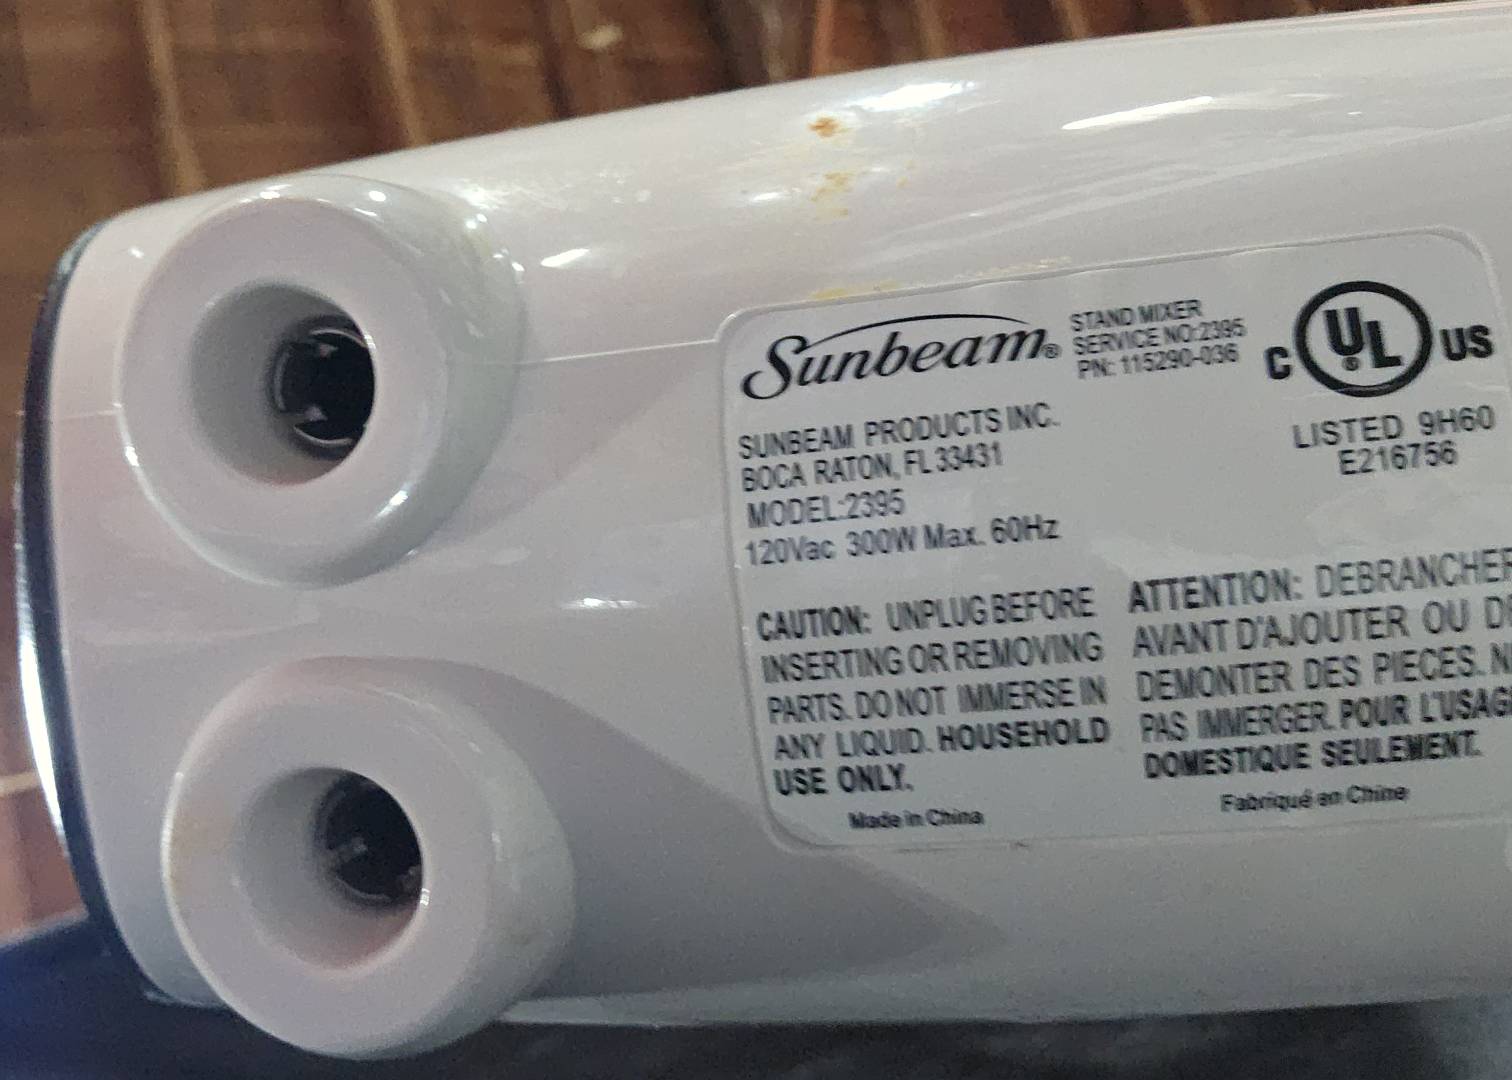 Sunbeam®
STAND MIXER
SERVICE NO:2395
PN: 115290-036
C UL® US
LISTED 9H60
E216756
SUNBEAM PRODUCTS INC.
BOCA RATON, FL 33431
MODEL:2395
120Vac 300W Max. 60Hz
CAUTION: UNPLUG BEFORE
INSERTING OR REMOVING
PARTS. DO NOT IMMERSE IN
ANY LIQUID. HOUSEHOLD
USE ONLY.
Made in China
ATTENTION: DEBRANCHER
AVANT D'AJOUTER OU
DEMONTER DES PIECES.
PAS IMMERGER. POUR L'USAG
DOMESTIQUE SEULEMENT.
Fabriqué en Chine